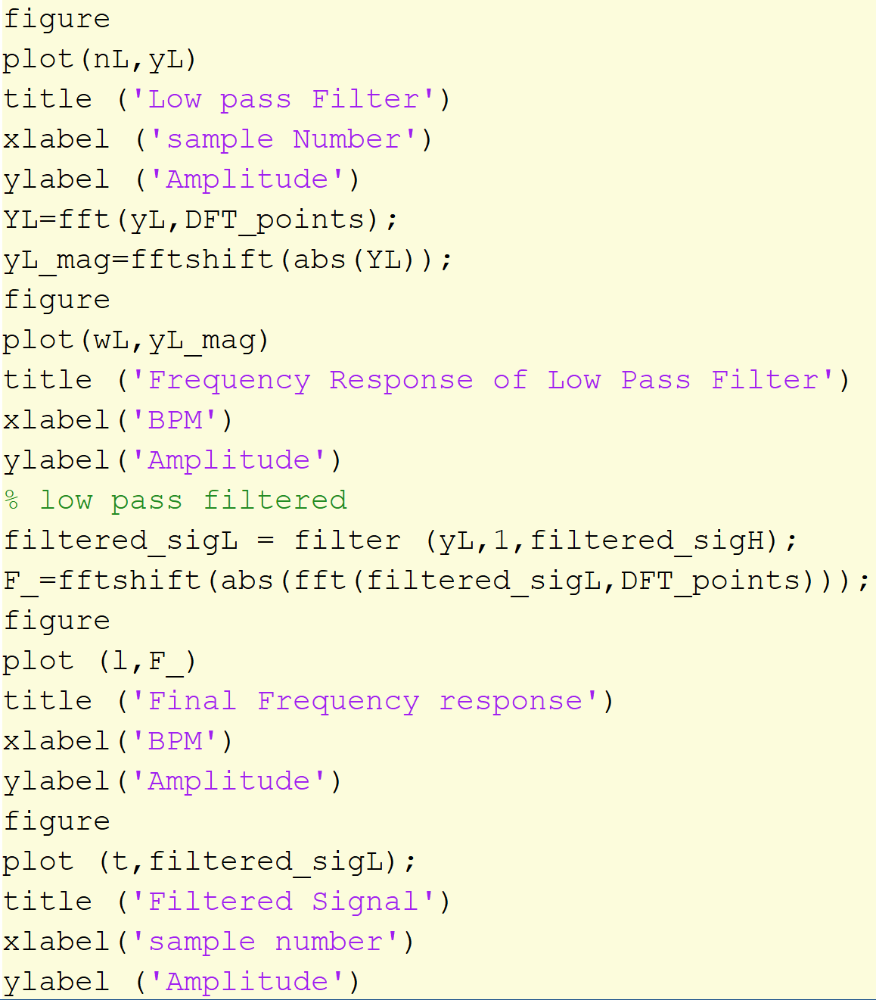 figure
plot(nL,yL)
title ('Low pass Filter')
xlabel ('sample Number')
ylabel ('Amplitude')
YL=fft(yL,DFT_points);
yL_mag=fftshift(abs(YL));
figure
plot(wL,yL_mag)
title ('Frequency Response of Low Pass Filter')
xlabel('BPM')
ylabel('Amplitude')
% low pass filtered
filtered_sigL = filter (yL,1,filtered_sigH);
F_=fftshift(abs(fft(filtered_sigL,DFT_points)));
figure
plot (l,F_)
title ('Final Frequency response')
xlabel('BPM')
ylabel('Amplitude')
figure
plot (t,filtered_sigL);
title ('Filtered Signal')
xlabel('sample number')
ylabel ('Amplitude')